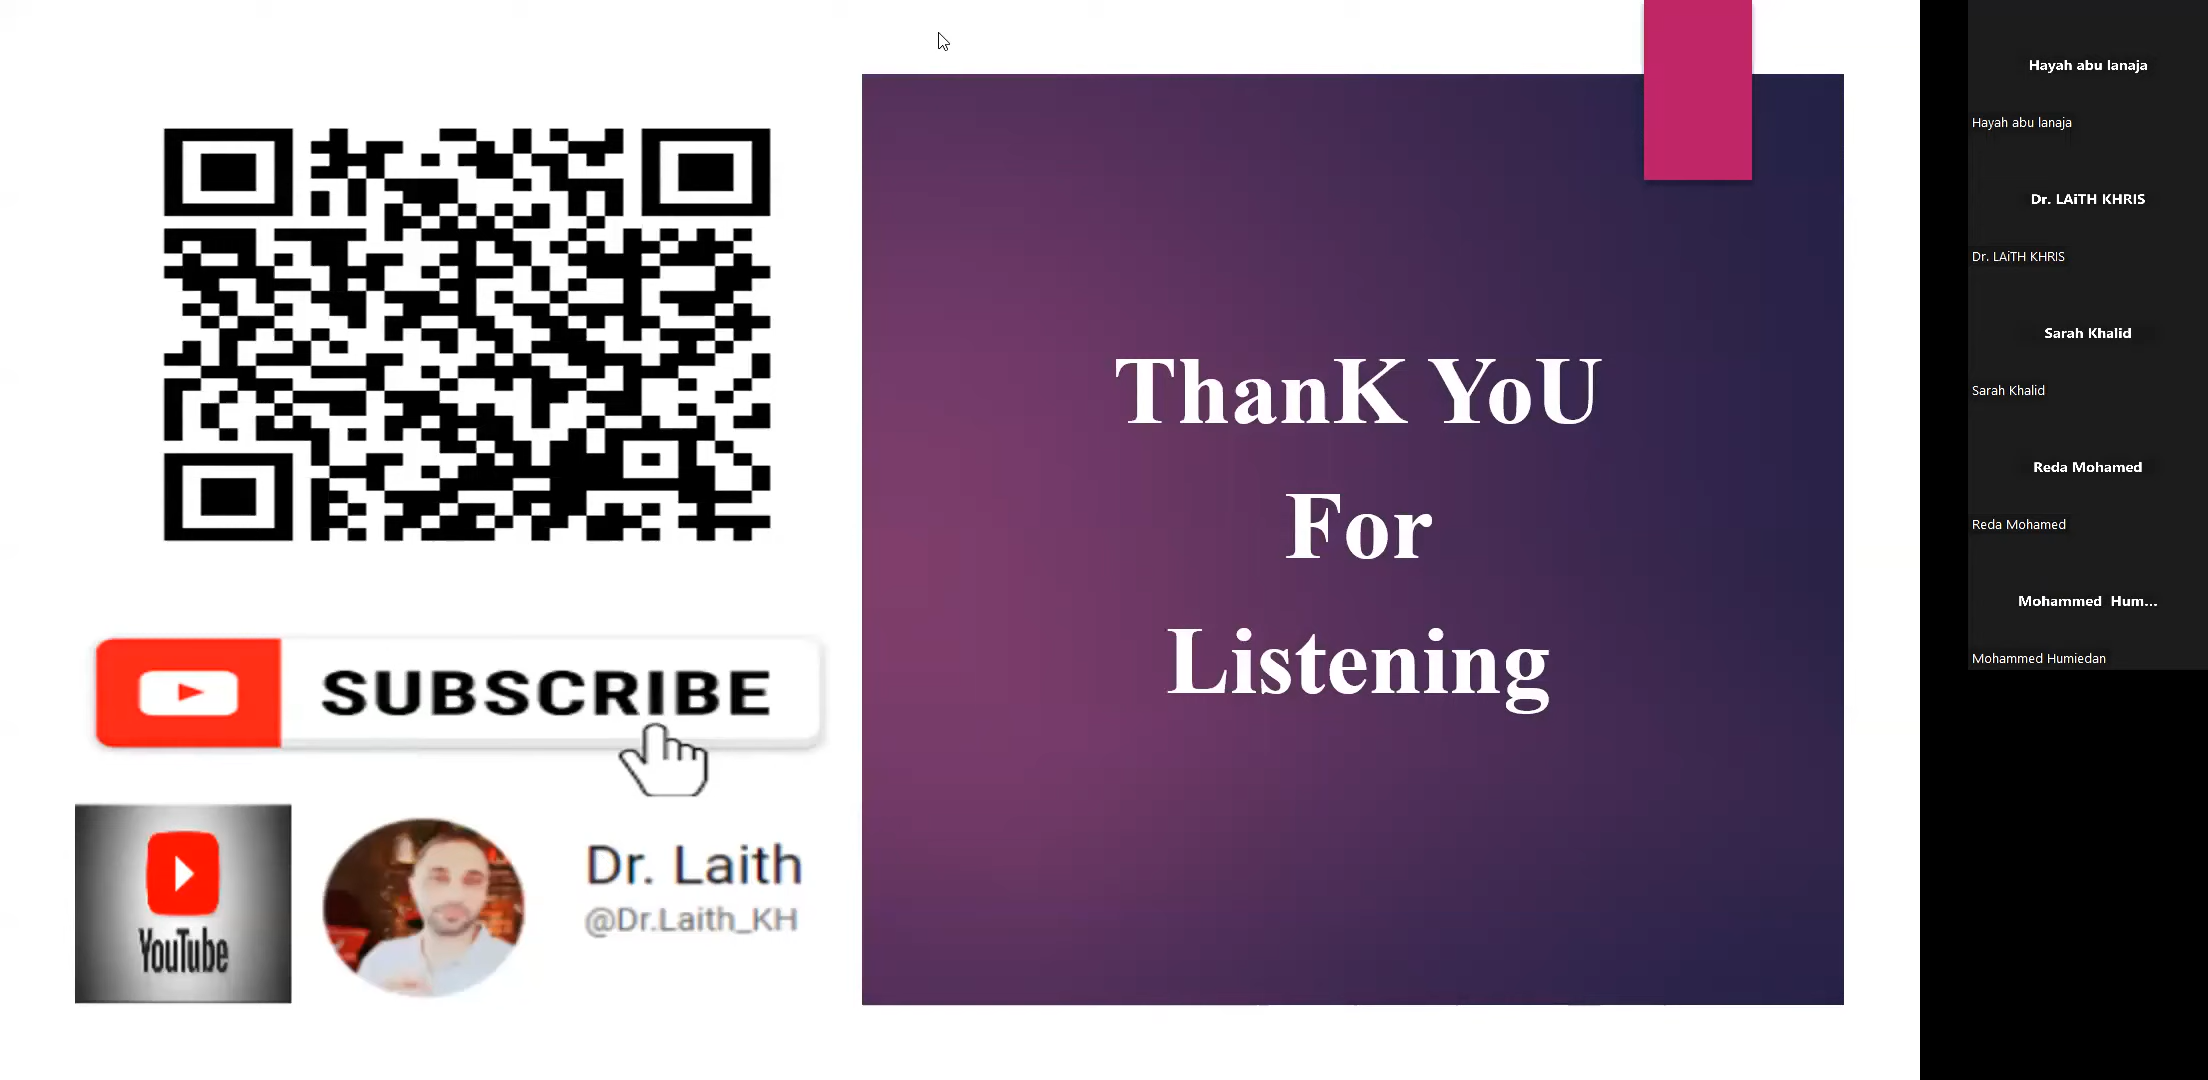 SUBSCRIBE
YouTube
Dr. Laith
@Dr.Laith_KH
ThanK YoU
For
Listening
Hayah abu lanaja
Hayah abu lanaja
Dr. LAiTH KHRIS
Dr. LAiTH KHRIS
Sarah Khalid
Sarah Khalid
Reda Mohamed
Reda Mohamed
Mohammed Hum...
Mohammed Humiedan